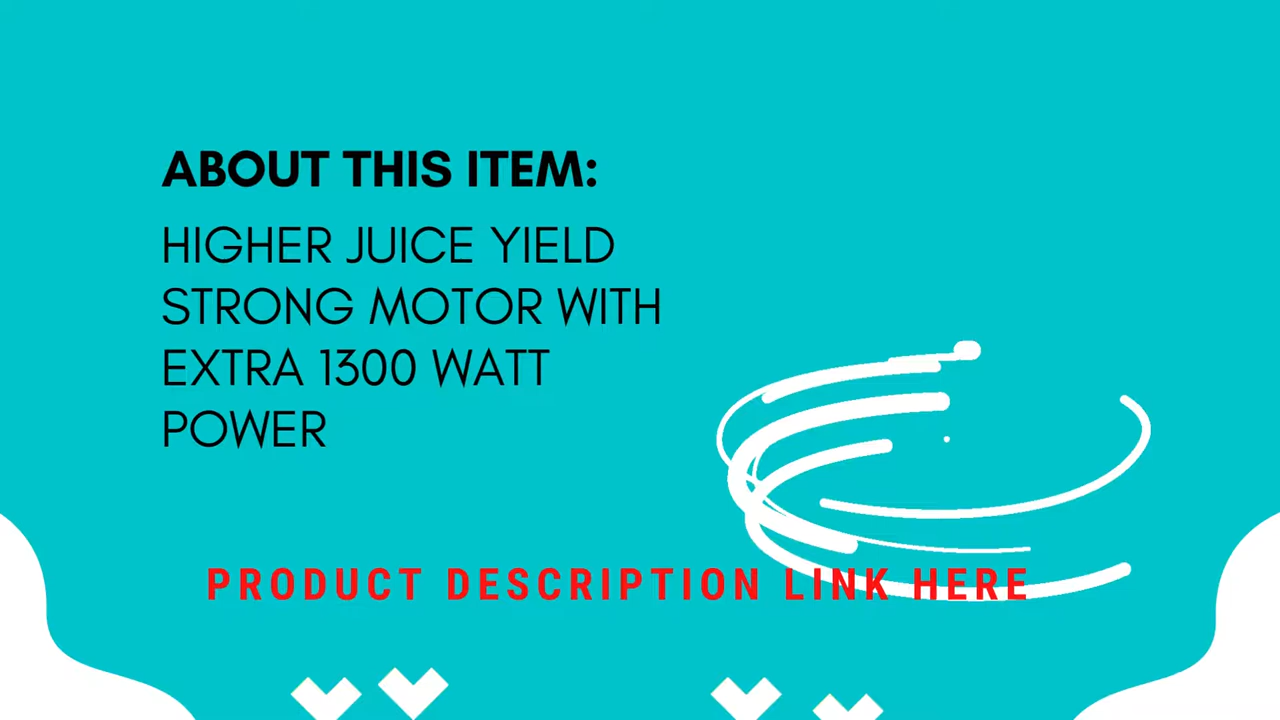 ABOUT THIS ITEM:
HIGHER JUICE YIELD
STRONG MOTOR WITH
EXTRA 1300 WATT
POWER
PRODUCT DESCRIPTION LINK HERE